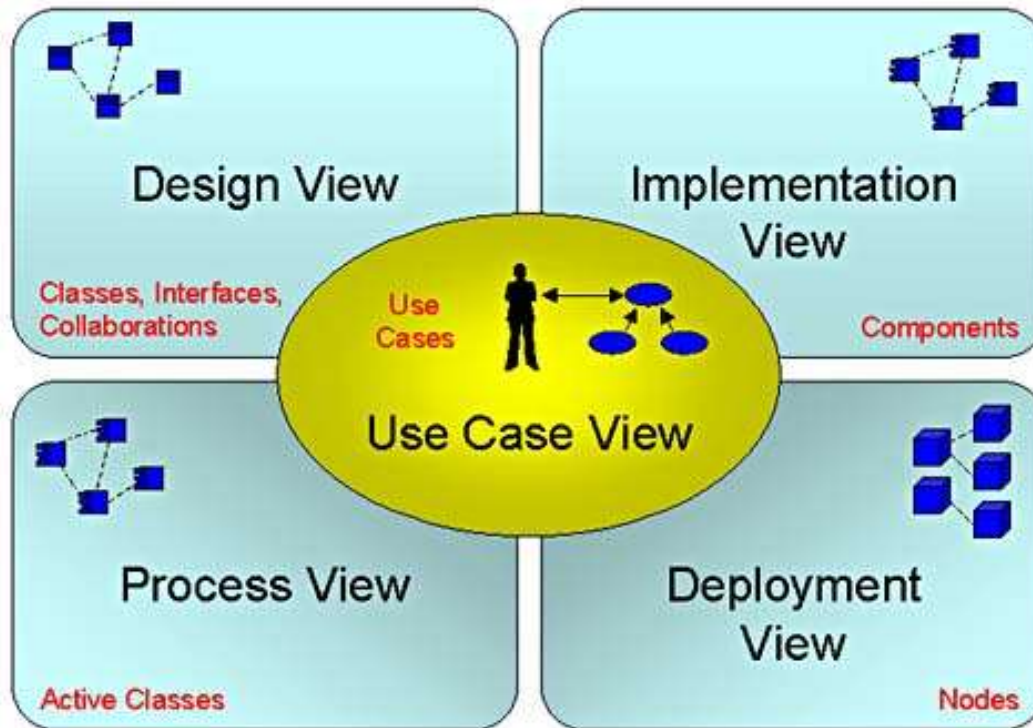 Design View
Classes, Interfaces,
Collaborations
Implementation
View
Components
Use
Cases
Use Case View
Process View
Active Classes
Deployment
View
Nodes